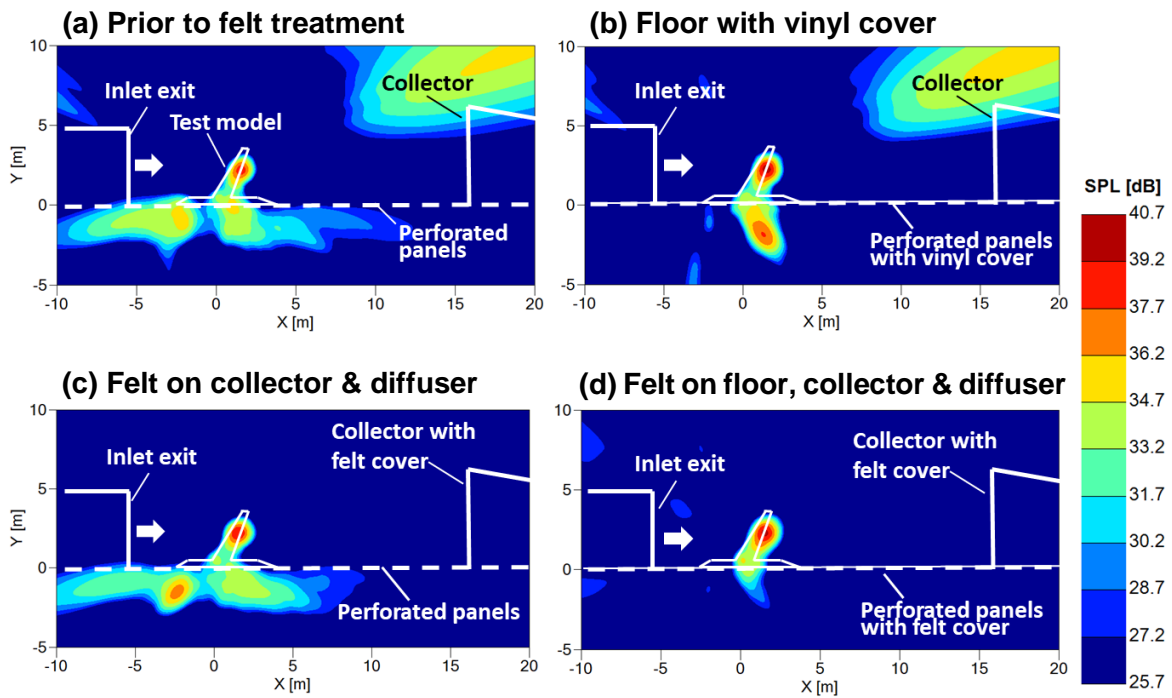 (a) Prior to felt treatment
10
5
0
-5
Y [m]
Inlet exit
Test model
Collector
Perforated
panels
-10
-5
0
5
10
15
20
X [m]
(b) Floor with vinyl cover
10
5
0
-5
Inlet exit
Collector
Perforated panels
with vinyl cover
-10
-5
0
5
10
15
20
X [m]
(c) Felt on collector & diffuser
10
5
0
-5
Y [m]
Inlet exit
Collector with
felt cover
Perforated panels
-10
-5
0
5
10
15
20
X [m]
(d) Felt on floor, collector & diffuser
10
5
0
-5
Inlet exit
Collector with
felt cover
Perforated panels
with felt cover
-10
-5
0
5
10
15
20
X [m]
SPL [dB]
40.7
39.2
37.7
36.2
34.7
33.2
31.7
30.2
28.7
27.2
25.7